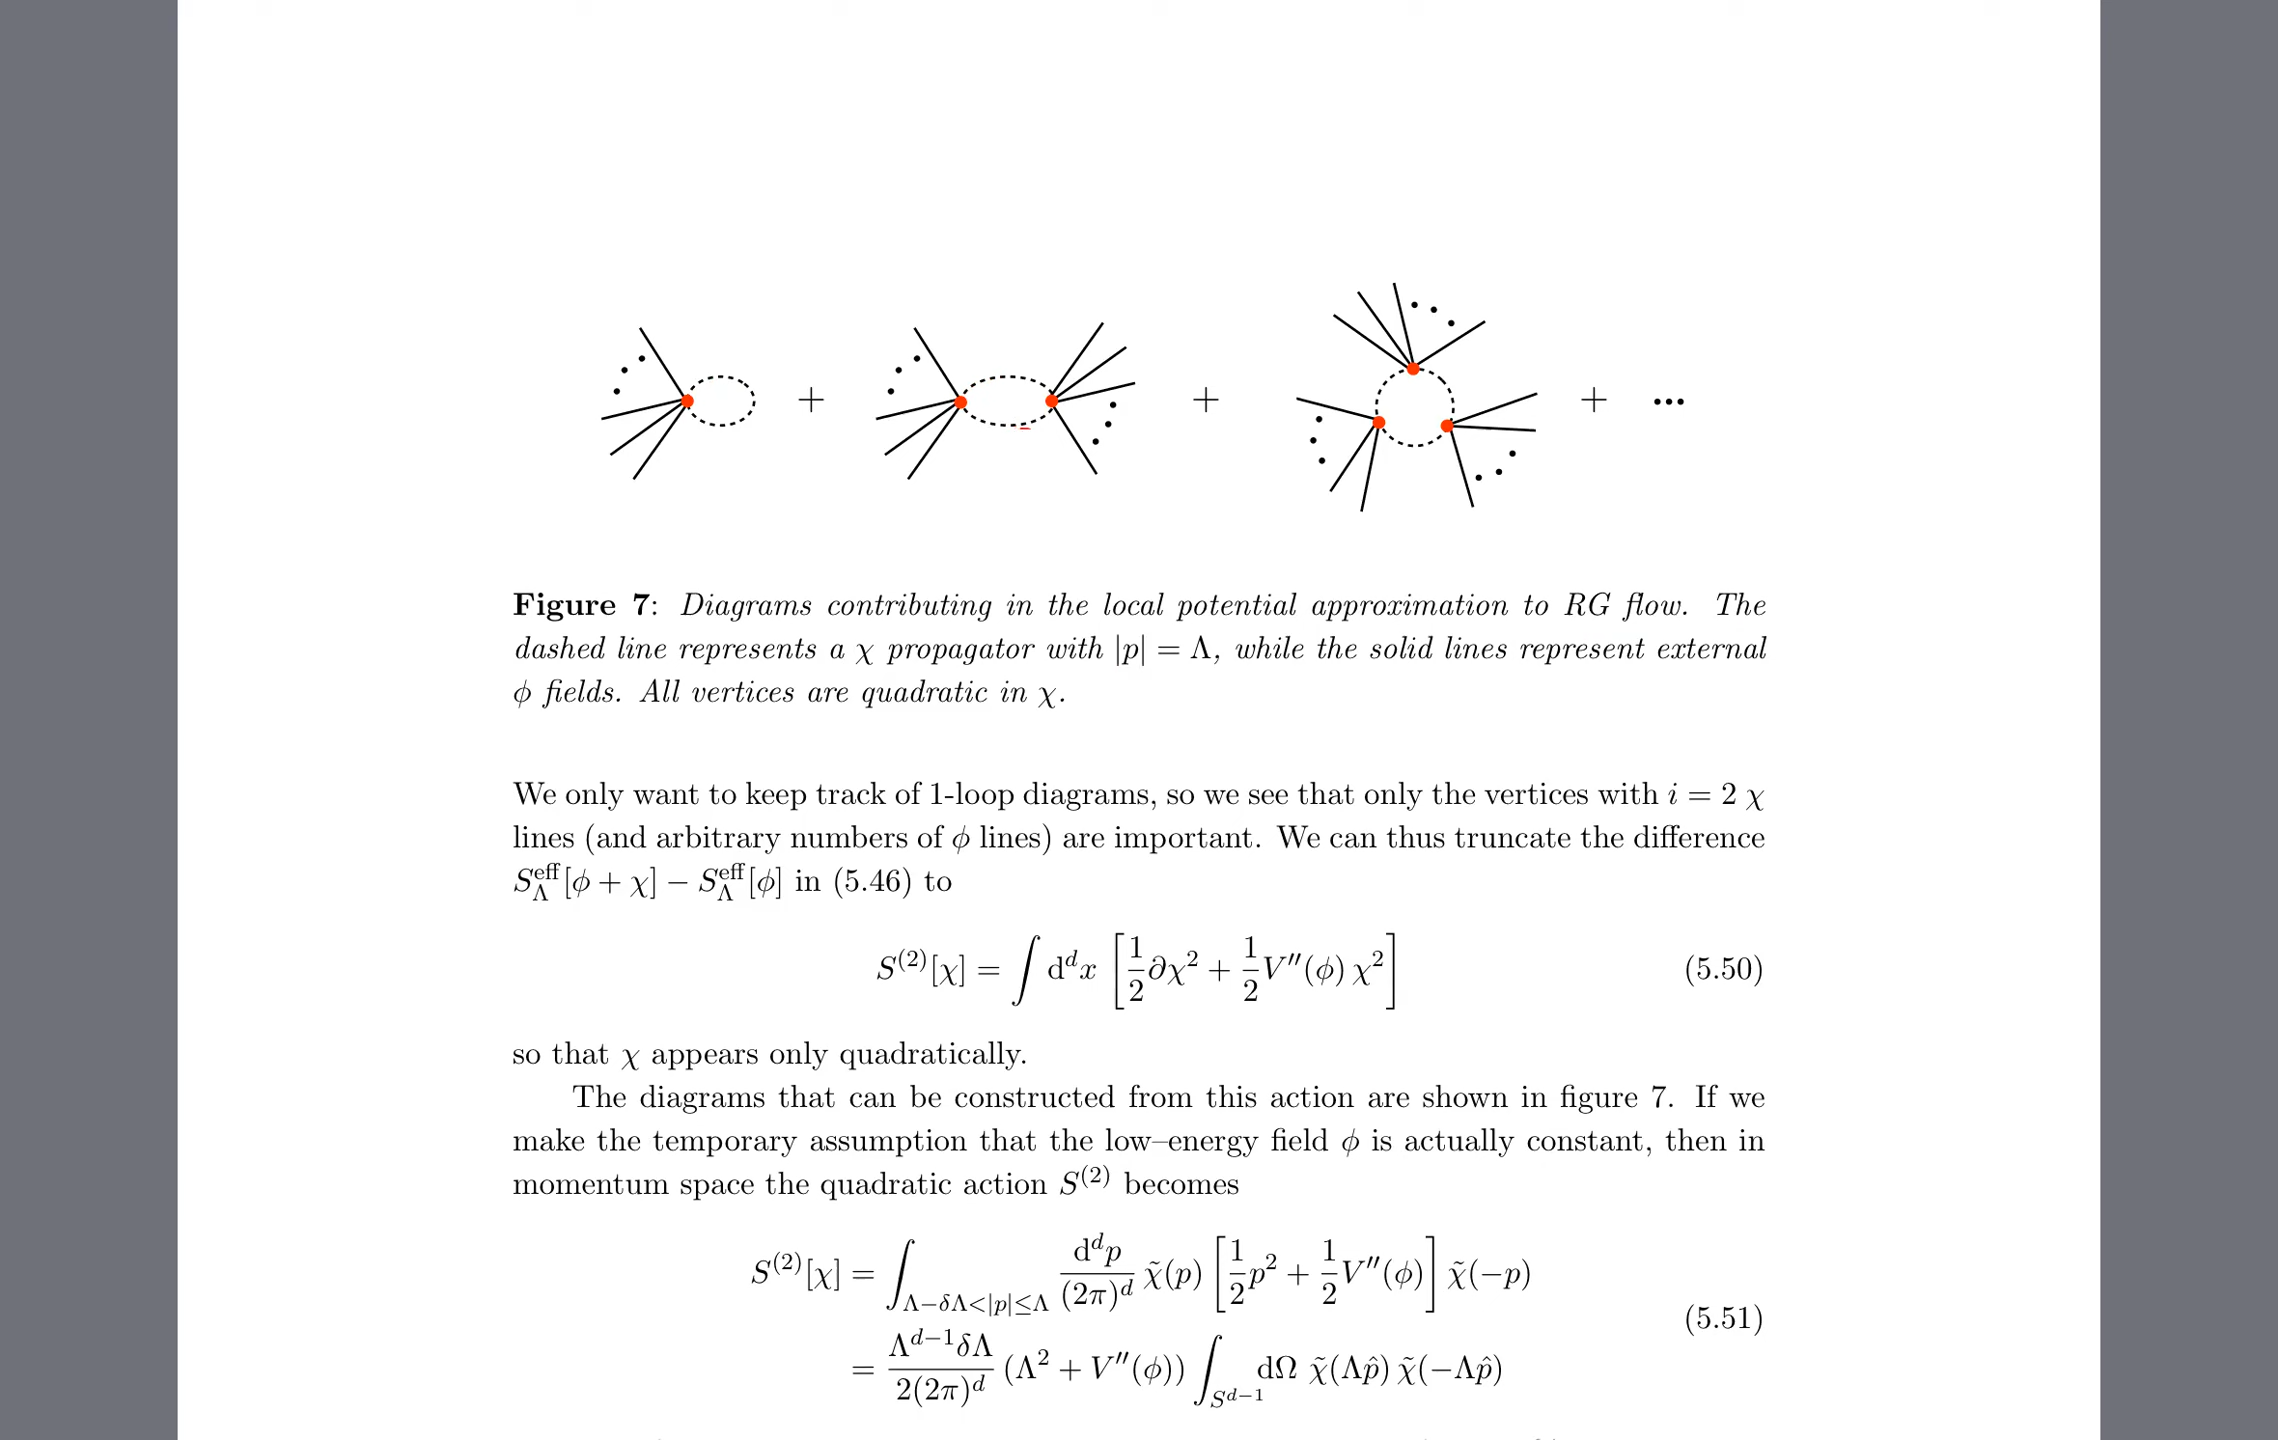 + + + ...
Figure 7: Diagrams contributing in the local potential approximation to RG flow. The
dashed line represents a χ propagator with |p| = Λ, while the solid lines represent external
ϕ fields. All vertices are quadratic in χ.
We only want to keep track of 1-loop diagrams, so we see that only the vertices with i = 2 χ
lines (and arbitrary numbers of ϕ lines) are important. We can thus truncate the difference
S_Λ^eff[ϕ + χ] − S_Λ^eff[ϕ] in (5.46) to
S^(2)[χ] = ∫ d^d x [1/2 ∂χ^2 + 1/2 V′′(ϕ) χ^2] (5.50)
so that χ appears only quadratically.
The diagrams that can be constructed from this action are shown in figure 7. If we
make the temporary assumption that the low–energy field ϕ is actually constant, then in
momentum space the quadratic action S^(2) becomes
S^(2)[χ] = ∫_{Λ−δΛ<|p|≤Λ} d^d p/(2π)^d χ̃(p) [1/2 p^2 + 1/2 V′′(ϕ)] χ̃(−p)
= Λ^{d−1}δΛ/2(2π)^d (Λ^2 + V′′(ϕ)) ∫_{S^{d−1}} dΩ χ̃(Λp̂) χ̃(−Λp̂) (5.51)